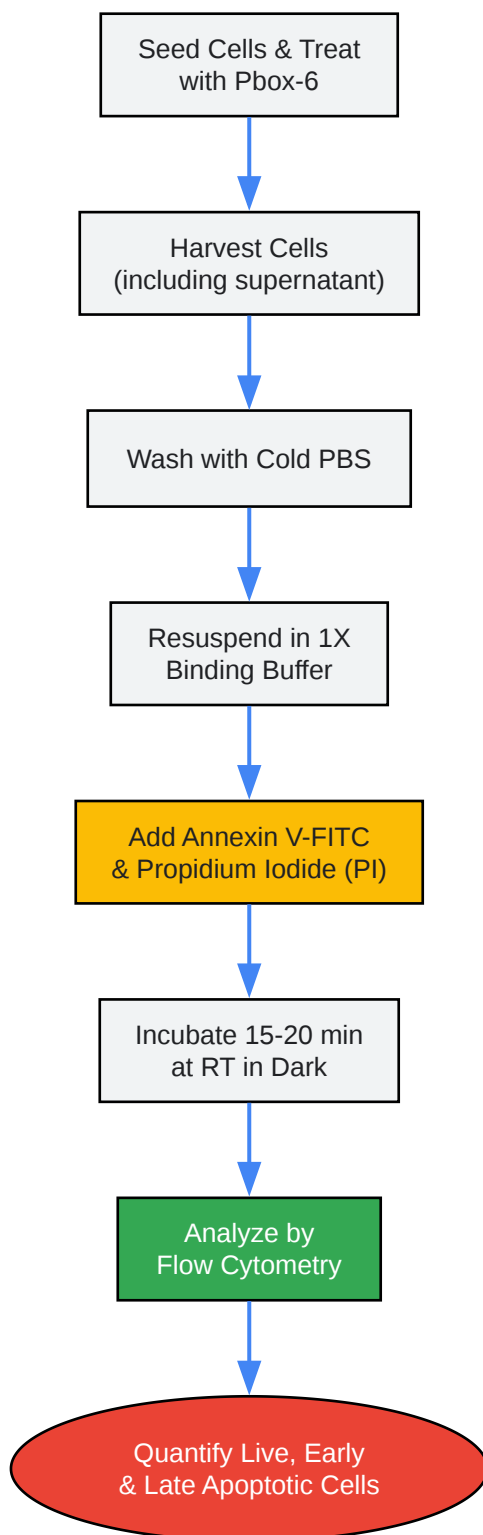 Seed Cells & Treat
with Pbox-6
Harvest Cells
(including supernatant)
Wash with Cold PBS
Resuspend in 1X
Binding Buffer
Add Annexin V-FITC
& Propidium Iodide (PI)
Incubate 15-20 min
at RT in Dark
Analyze by
Flow Cytometry
Quantify Live, Early
& Late Apoptotic Cells